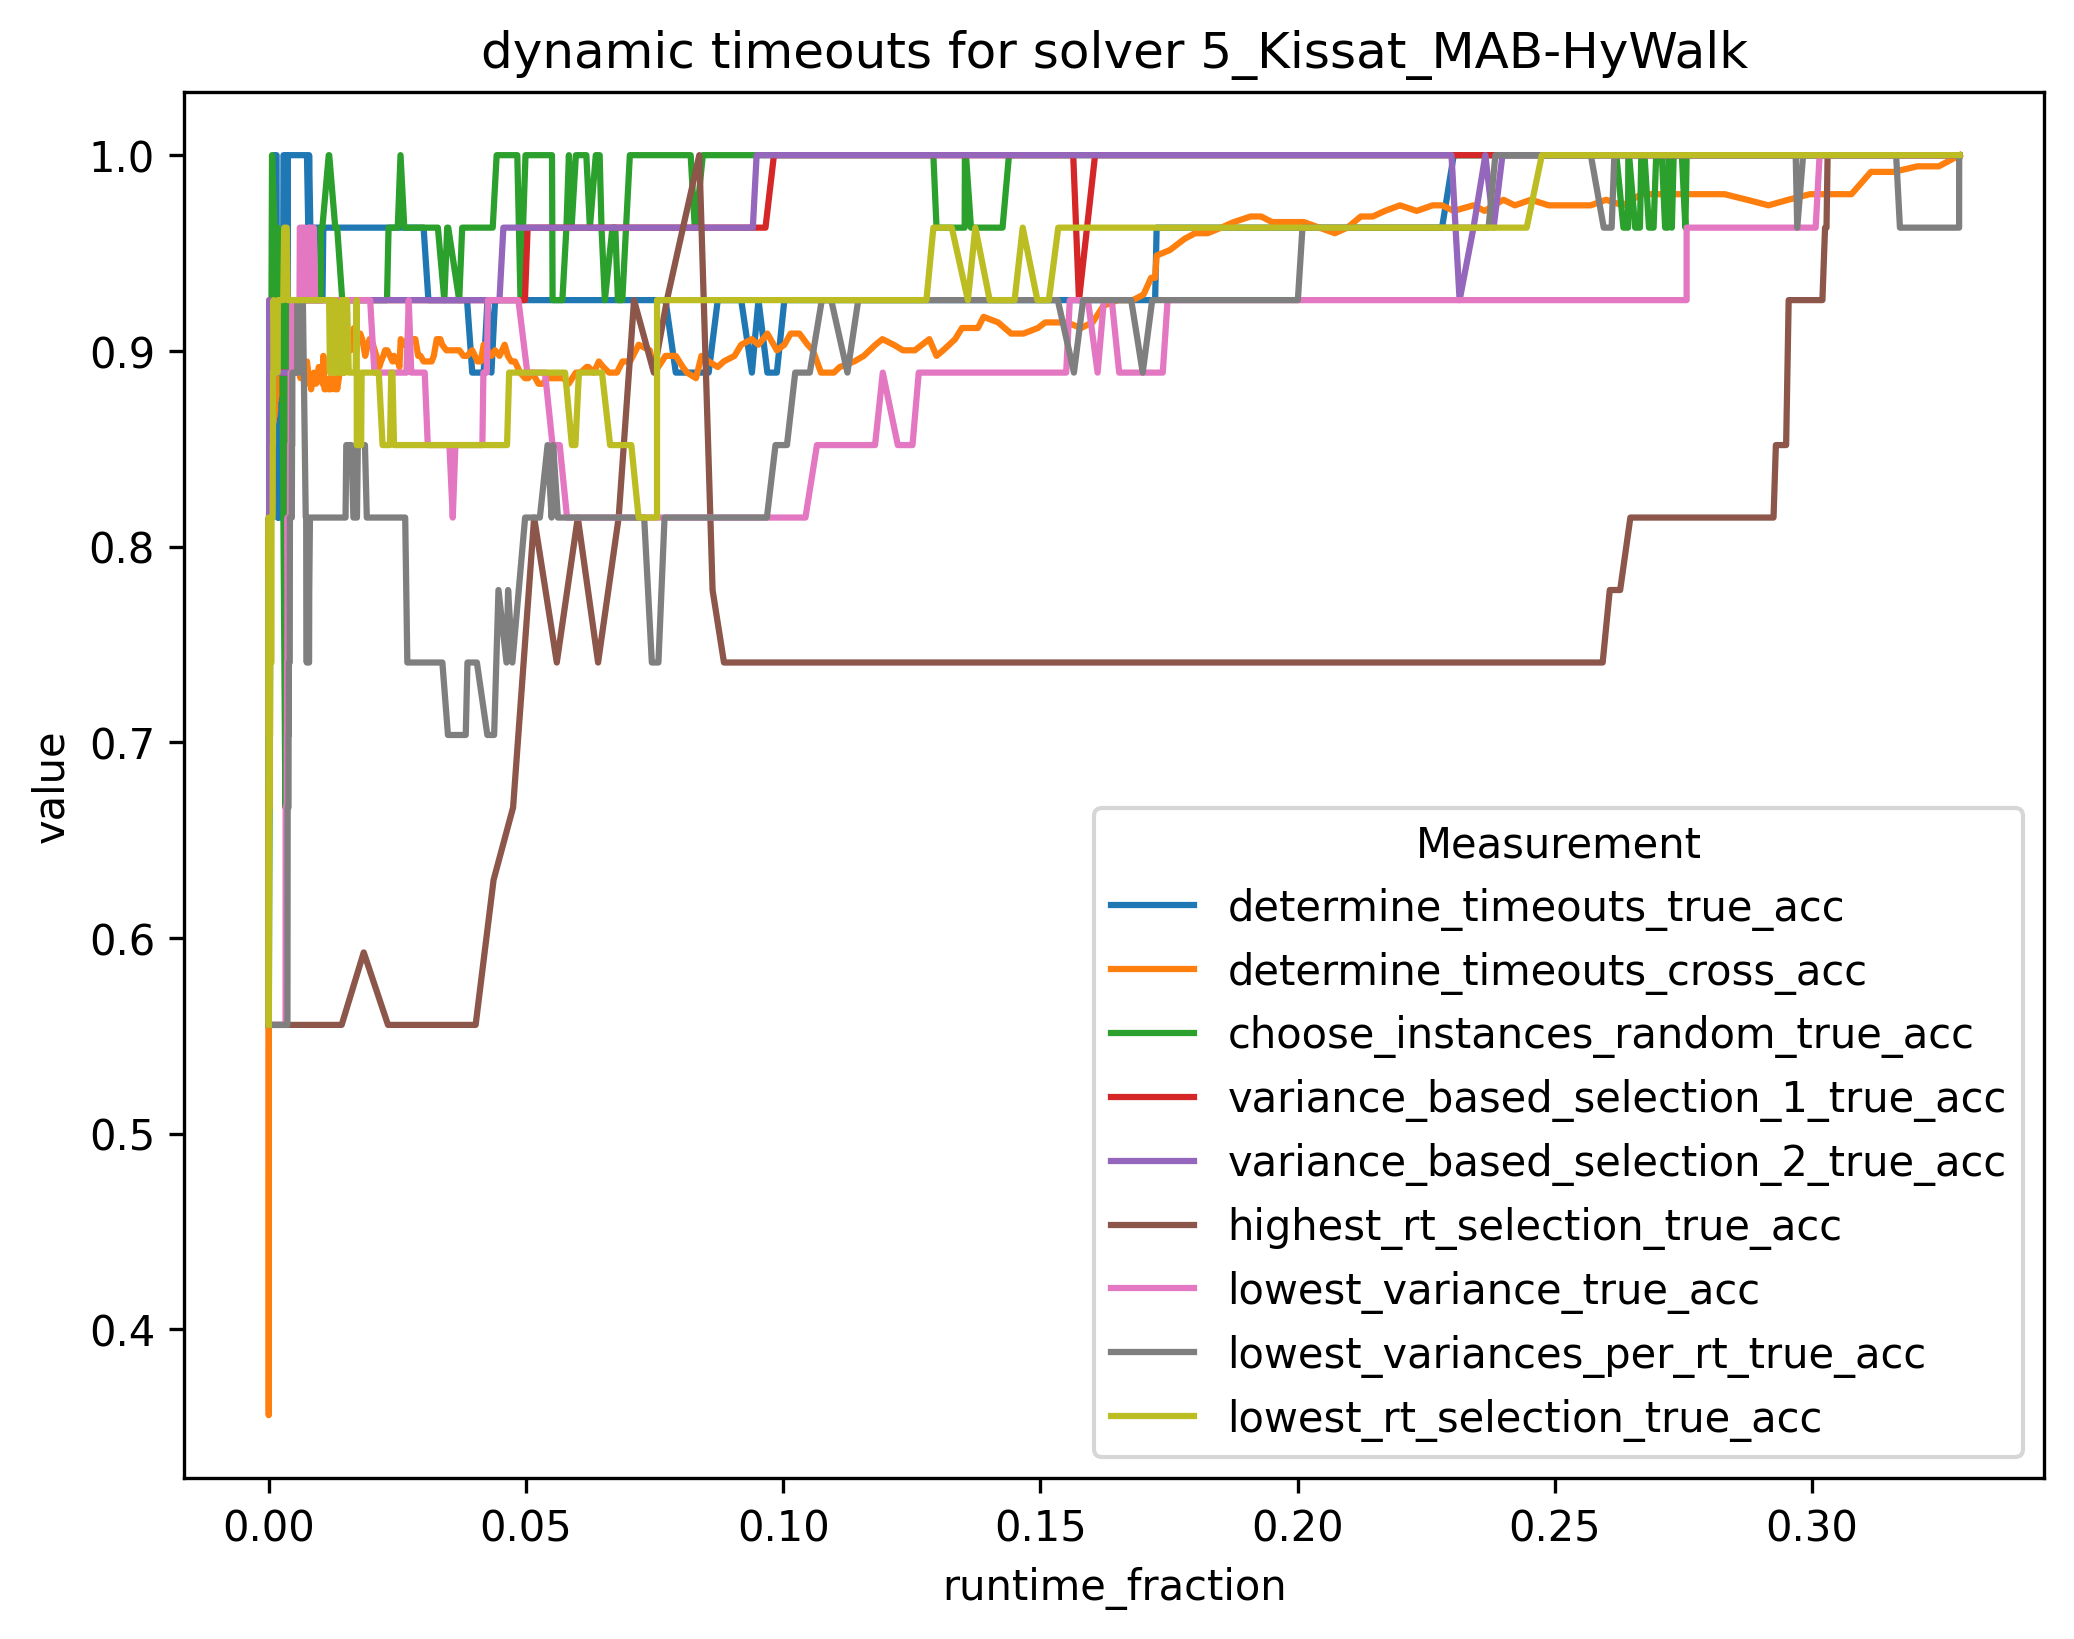 dynamic timeouts for solver 5_Kissat_MAB-HyWalk
1.0
0.9
0.8
0.7
0.6
0.5
0.4
value
0.00 0.05 0.10 0.15 0.20 0.25 0.30
runtime_fraction
Measurement
determine_timeouts_true_acc
determine_timeouts_cross_acc
choose_instances_random_true_acc
variance_based_selection_1_true_acc
variance_based_selection_2_true_acc
highest_rt_selection_true_acc
lowest_variance_true_acc
lowest_variances_per_rt_true_acc
lowest_rt_selection_true_acc